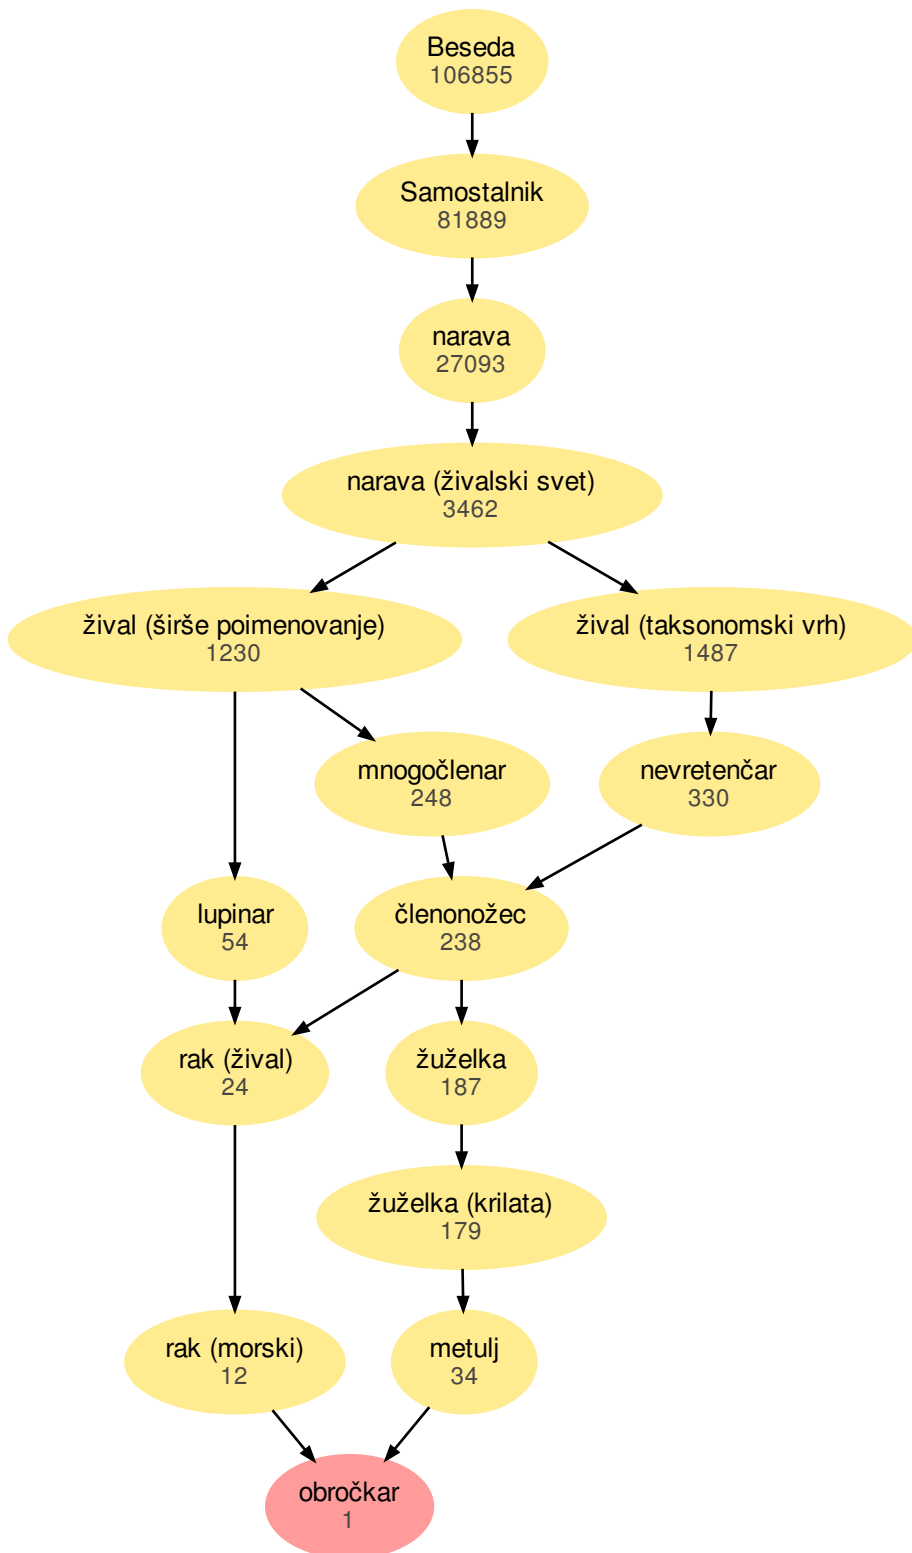 Beseda
106855
Samostalnik
81889
narava
27093
narava (živalski svet)
3462
žival (širše poimenovanje)
1230
žival (taksonomski vrh)
1487
mnogočlenar
248
nevretenčar
330
lupinar
54
členonožec
238
rak (žival)
24
žuželka
187
žuželka (krilata)
179
rak (morski)
12
metulj
34
obročkar
1